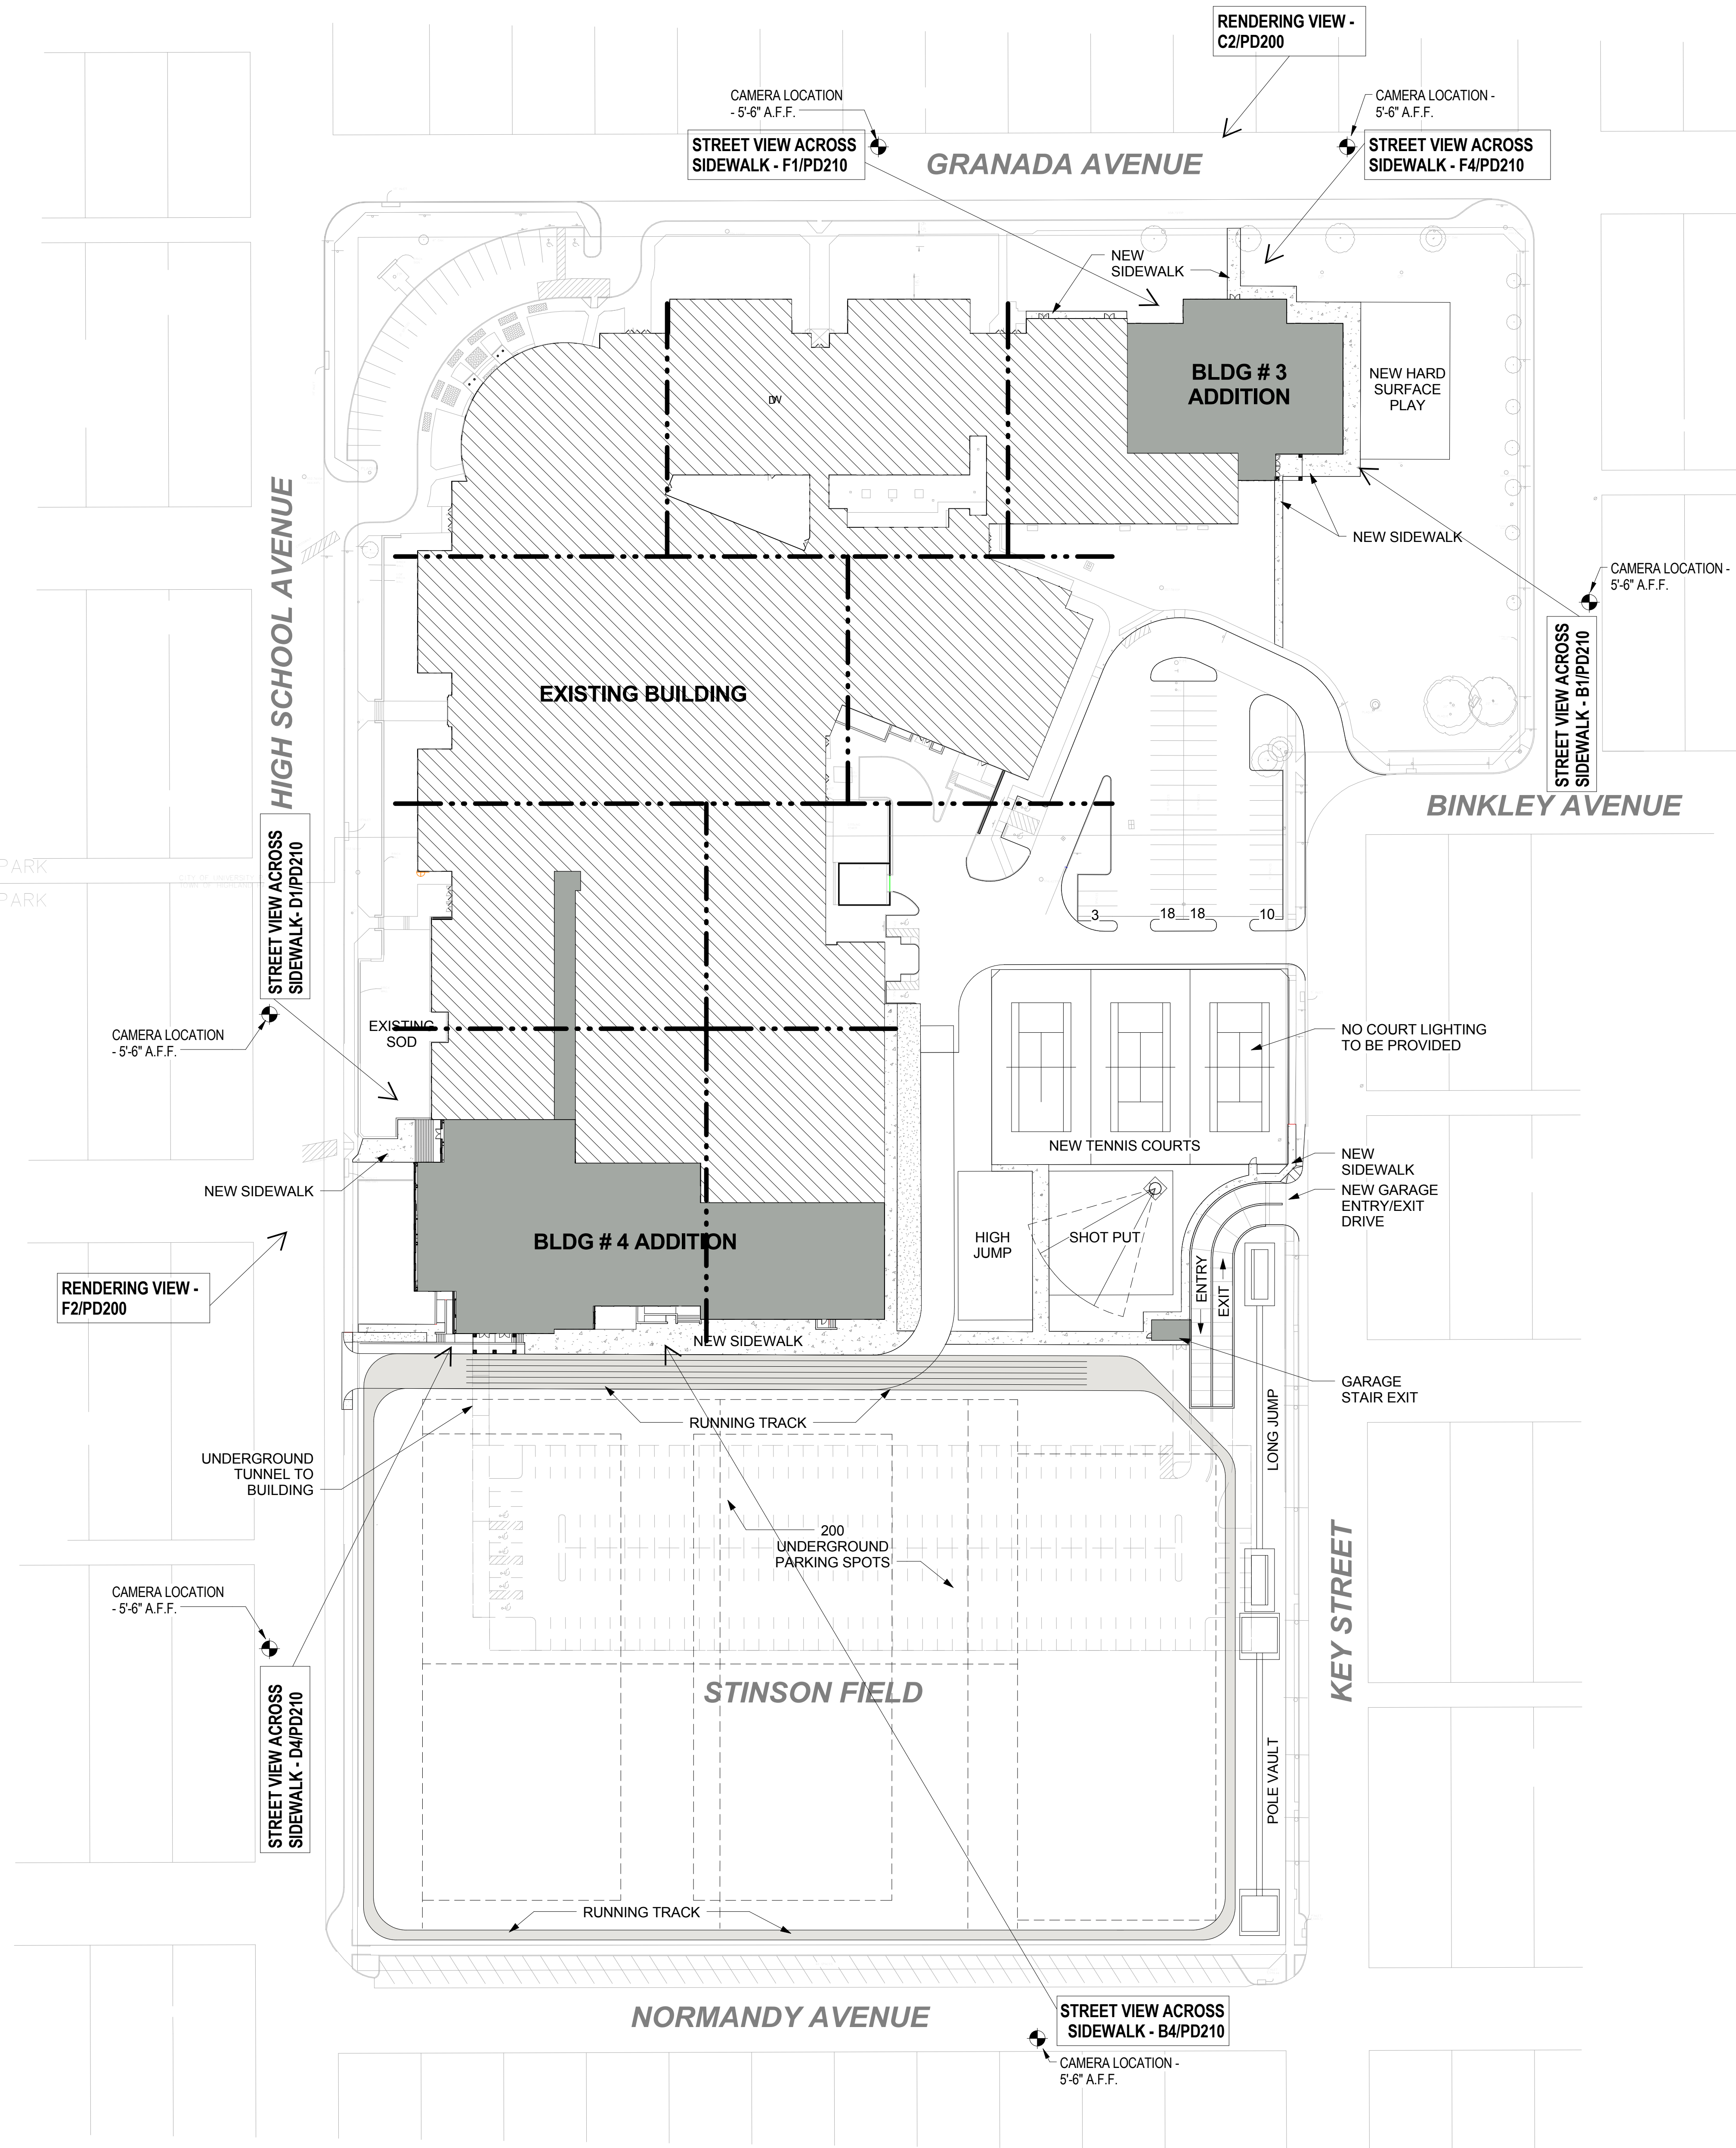 RENDERING VIEW -
C2/PD200
CAMERA LOCATION
- 5'-6" A.F.F.
CAMERA LOCATION -
5'-6" A.F.F.
STREET VIEW ACROSS
SIDEWALK - F1/PD210
GRANADA AVENUE
STREET VIEW ACROSS
SIDEWALK - F4/PD210
NEW
SIDEWALK
BLDG # 3
ADDITION
NEW HARD
SURFACE
PLAY
HIGH SCHOOL AVENUE
NEW SIDEWALK
CAMERA LOCATION -
5'-6" A.F.F.
STREET VIEW ACROSS
SIDEWALK - B1/PD210
EXISTING BUILDING
BINKLEY AVENUE
STREET VIEW ACROSS
SIDEWALK- D1/PD210
PARK
PARK
3
18
18
10
CAMERA LOCATION
- 5'-6" A.F.F.
EXISTING
SOD
NO COURT LIGHTING
TO BE PROVIDED
NEW TENNIS COURTS
NEW
SIDEWALK
NEW SIDEWALK
NEW GARAGE
ENTRY/EXIT
DRIVE
HIGH
JUMP
SHOT PUT
BLDG # 4 ADDITION
ENTRY
EXIT
RENDERING VIEW -
F2/PD200
NEW SIDEWALK
GARAGE
STAIR EXIT
RUNNING TRACK
LONG JUMP
UNDERGROUND
TUNNEL TO
BUILDING
200
UNDERGROUND
PARKING SPOTS
KEY STREET
CAMERA LOCATION
- 5'-6" A.F.F.
STREET VIEW ACROSS
SIDEWALK - D4/PD210
STINSON FIELD
POLE VAULT
RUNNING TRACK
NORMANDY AVENUE
STREET VIEW ACROSS
SIDEWALK - B4/PD210
CAMERA LOCATION -
5'-6" A.F.F.